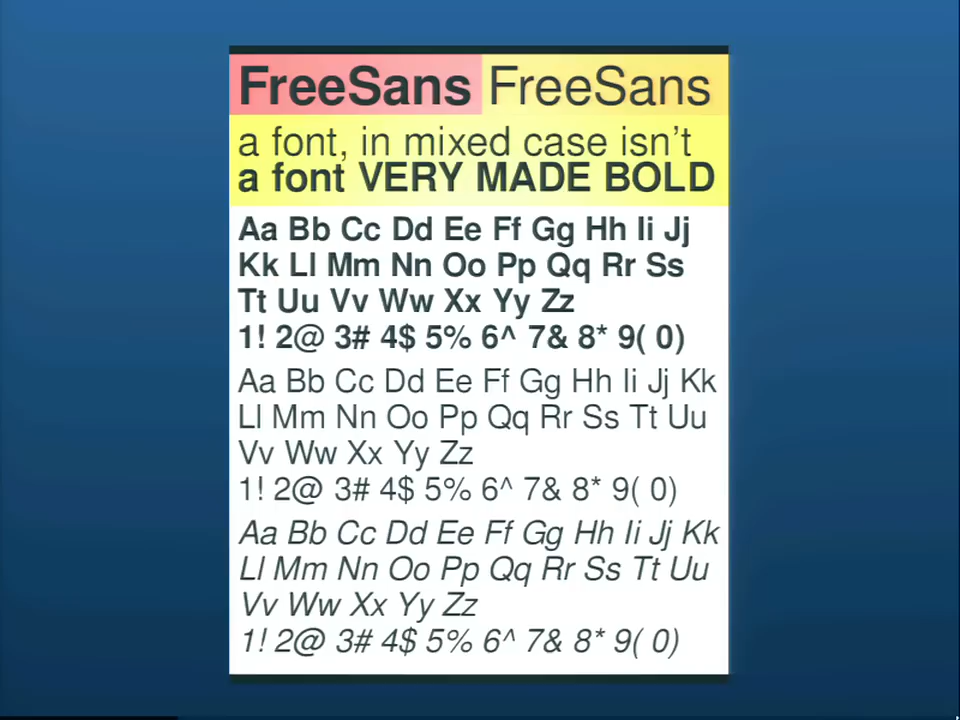 FreeSans FreeSans
a font, in mixed case isn’t
a font VERY MADE BOLD
Aa Bb Cc Dd Ee Ff Gg Hh Ii Jj
Kk Ll Mm Nn Oo Pp Qq Rr Ss
Tt Uu Vv Ww Xx Yy Zz
1! 2@ 3# 4$ 5% 6^ 7& 8* 9( 0)
Aa Bb Cc Dd Ee Ff Gg Hh Ii Jj Kk
Ll Mm Nn Oo Pp Qq Rr Ss Tt Uu
Vv Ww Xx Yy Zz
1! 2@ 3# 4$ 5% 6^ 7& 8* 9( 0)
Aa Bb Cc Dd Ee Ff Gg Hh Ii Jj Kk
Ll Mm Nn Oo Pp Qq Rr Ss Tt Uu
Vv Ww Xx Yy Zz
1! 2@ 3# 4$ 5% 6^ 7& 8* 9( 0)